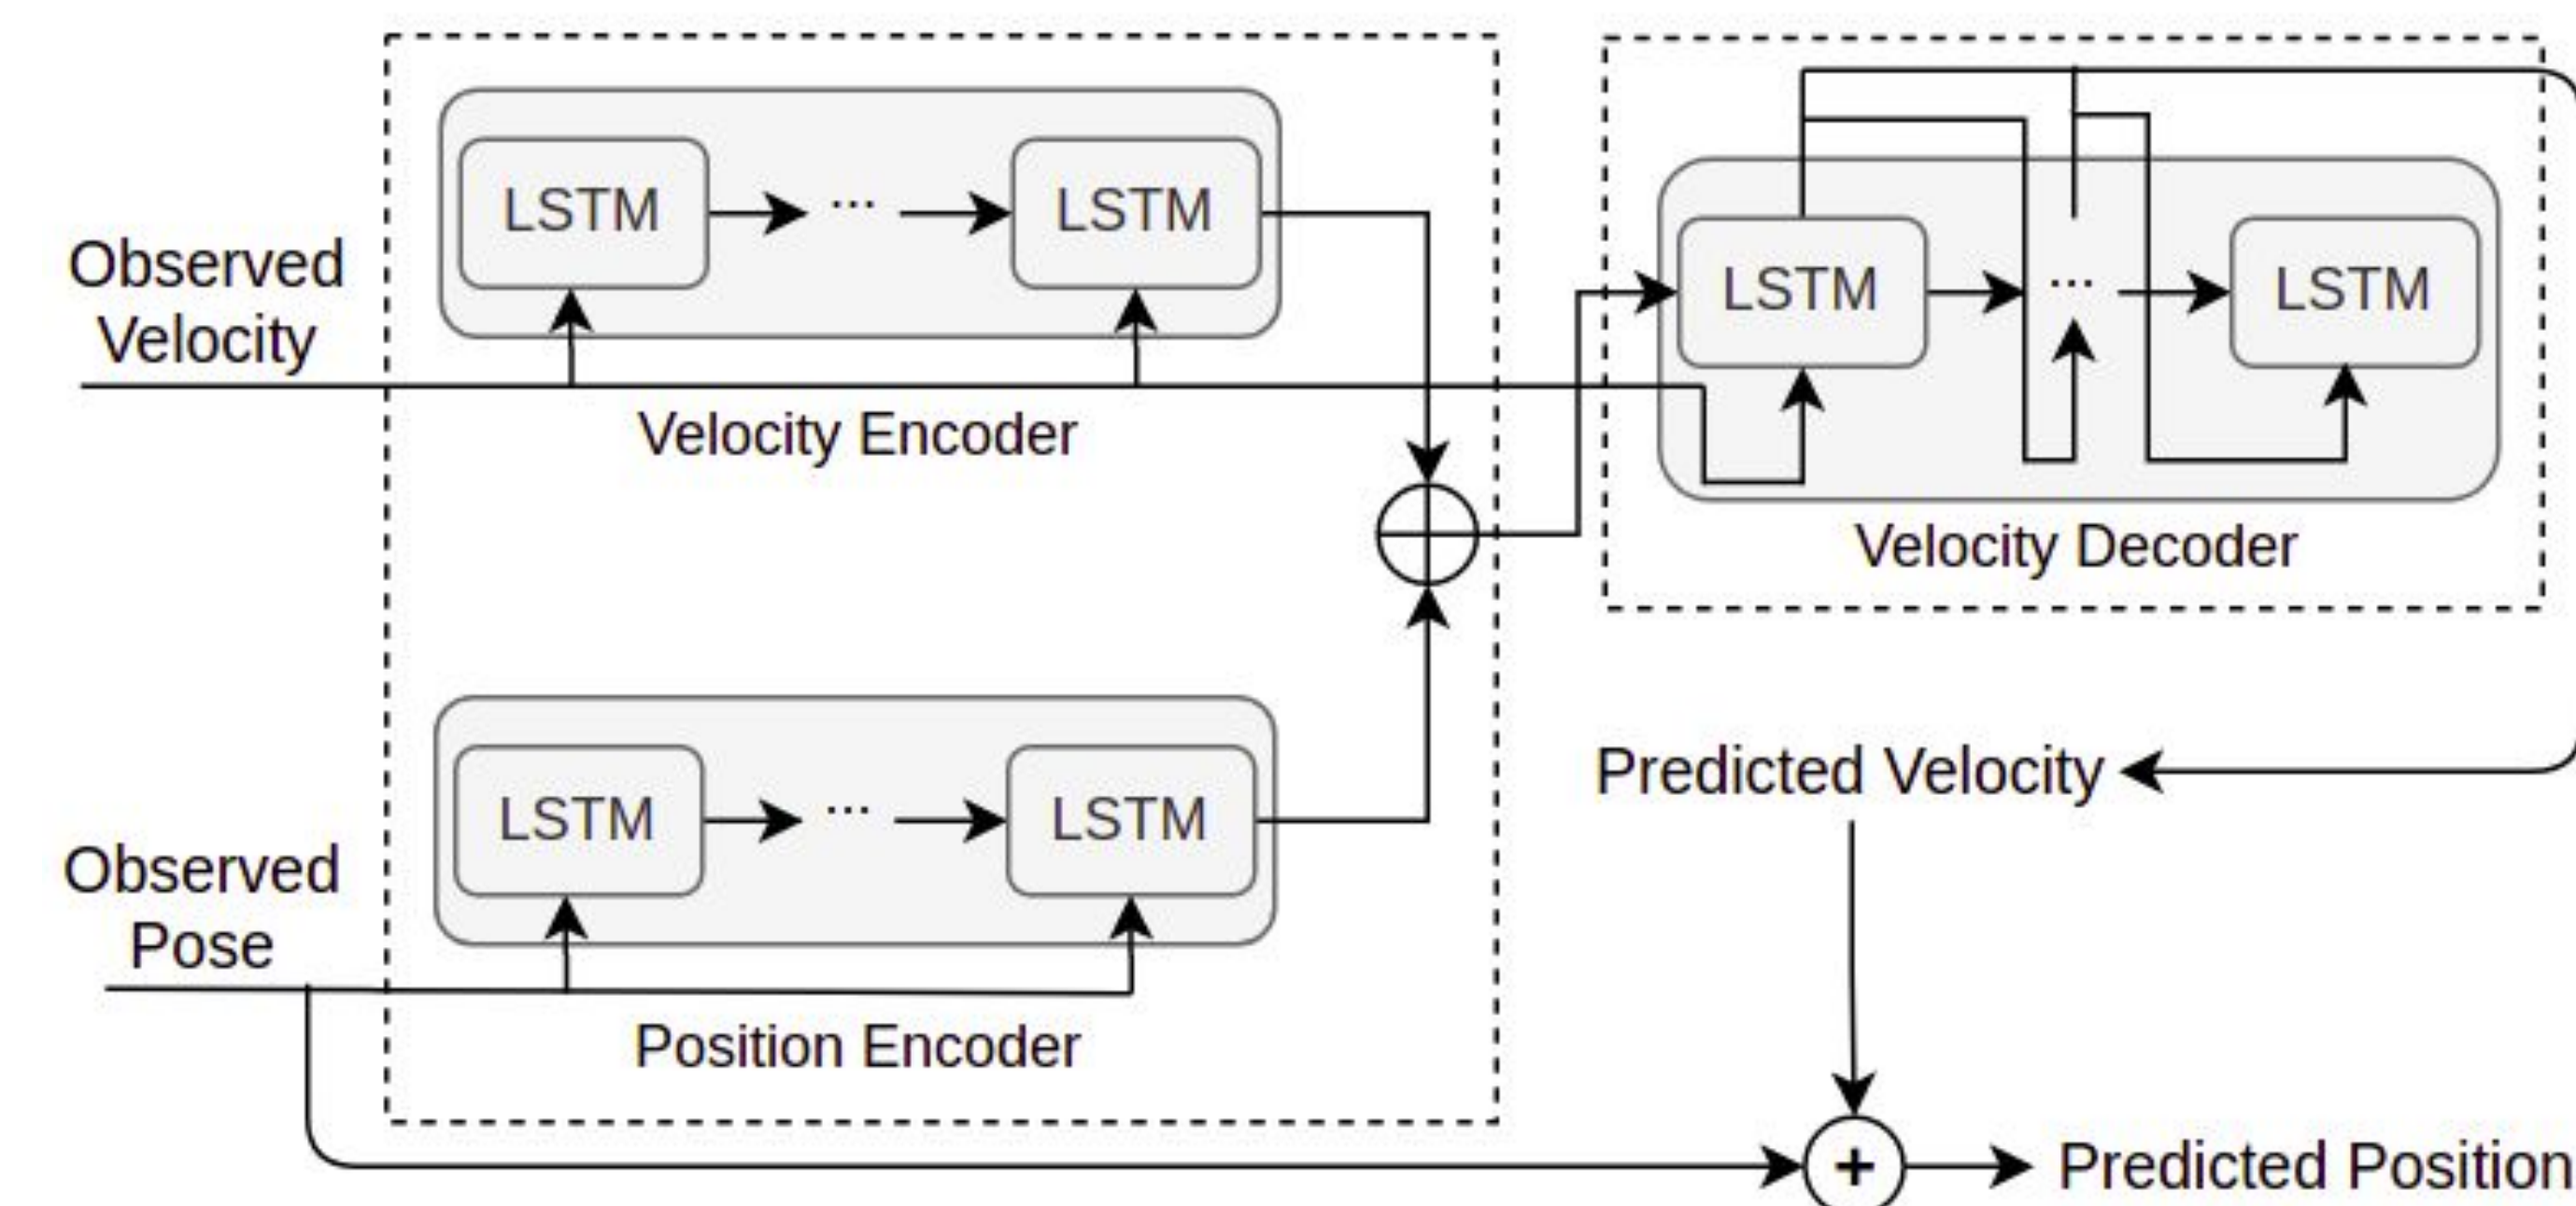 Observed
Velocity
LSTM
...
LSTM
Velocity Encoder
LSTM
...
LSTM
Velocity Decoder
Observed
Pose
LSTM
...
LSTM
Position Encoder
Predicted Velocity
+
Predicted Position